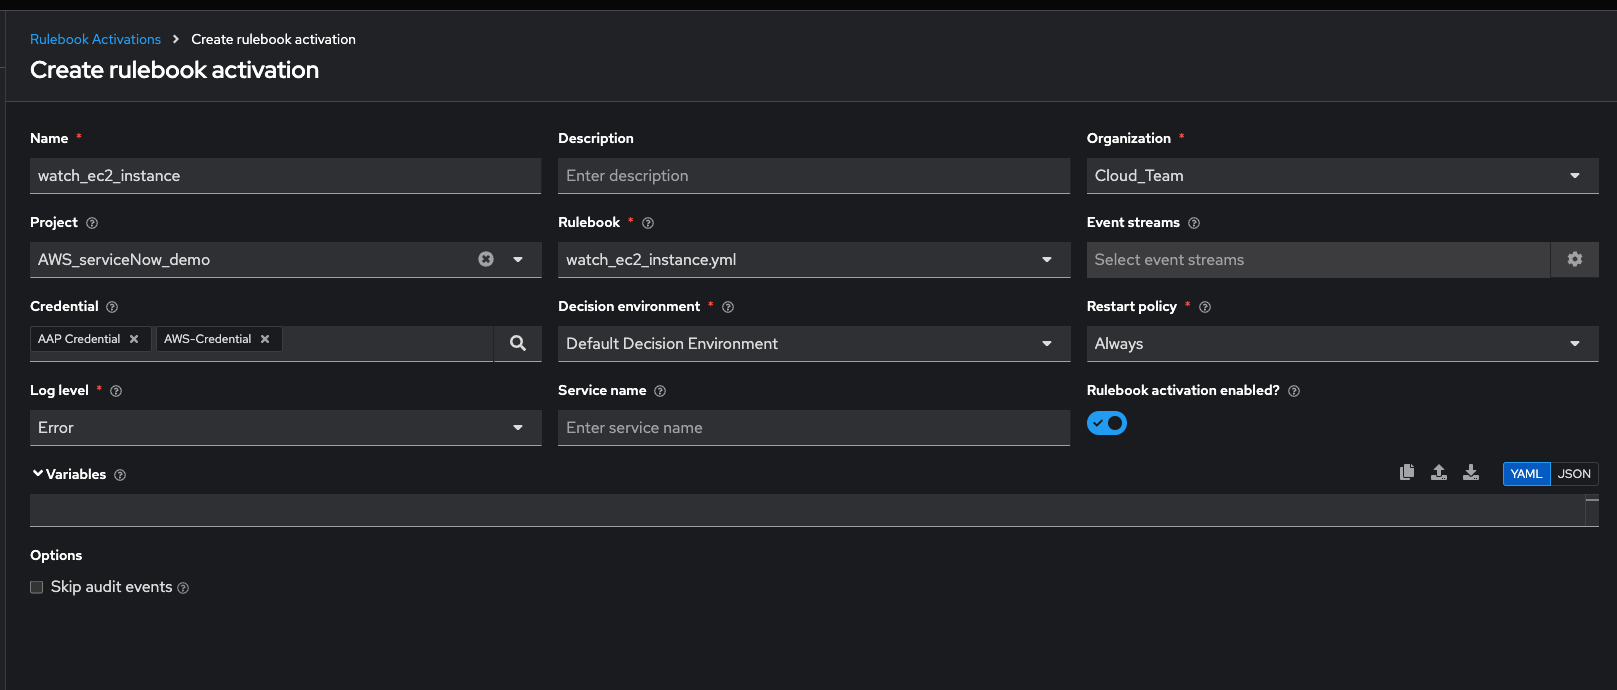 Rulebook Activations > Create rulebook activation
Create rulebook activation
Name * Description Organization *
watch_ec2_instance Enter description Cloud_Team
Project Rulebook * Event streams
AWS_serviceNow_demo watch_ec2_instance.yml Select event streams
Credential Decision environment * Restart policy *
AAP Credential AWS-Credential Default Decision Environment Always
Log level * Service name Rulebook activation enabled?
Error Enter service name
Variables YAML JSON
Options
Skip audit events